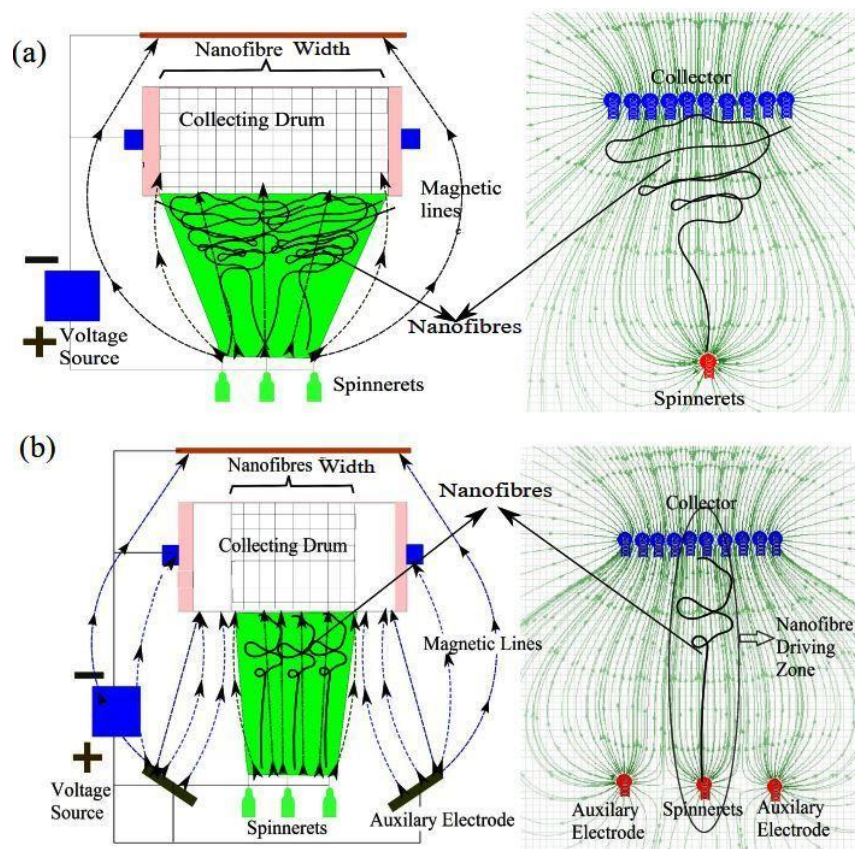 (a)
Nanofibre Width
Collecting Drum
Magnetic
lines
−
+
Voltage
Source
Spinnerets
Nanofibres
Collector
Spinnerets
(b)
Nanofibres Width
Collecting Drum
Magnetic Lines
−
+
Voltage
Source
Spinnerets
Auxilary Electrode
Nanofibres
Collector
Nanofibre
Driving
Zone
Auxilary
Electrode
Spinnerets
Auxilary
Electrode